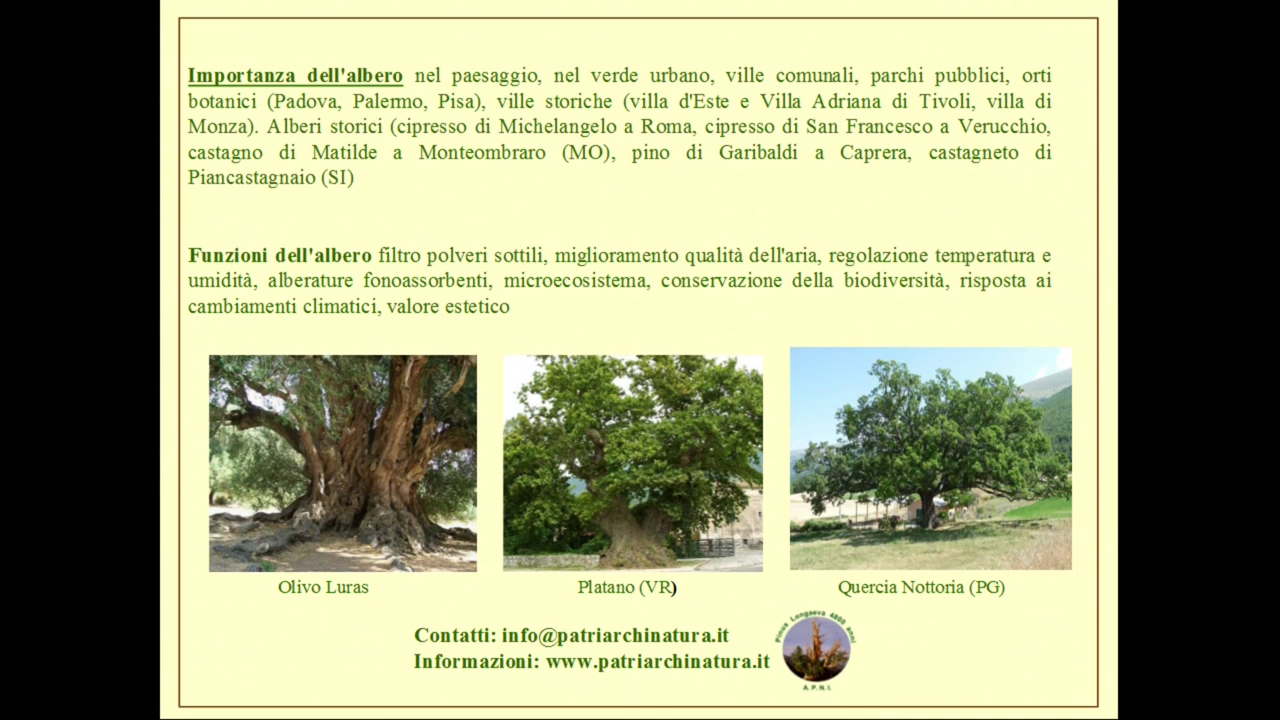 Importanza dell'albero nel paesaggio, nel verde urbano, ville comunali, parchi pubblici, orti
botanici (Padova, Palermo, Pisa), ville storiche (villa d'Este e Villa Adriana di Tivoli, villa di
Monza). Alberi storici (cipresso di Michelangelo a Roma, cipresso di San Francesco a Verucchio,
castagno di Matilde a Monteombraro (MO), pino di Garibaldi a Caprera, castagneto di
Piancastagnaio (SI)
Funzioni dell'albero filtro polveri sottili, miglioramento qualità dell'aria, regolazione temperatura e
umidità, alberature fonoassorbenti, microecosistema, conservazione della biodiversità, risposta ai
cambiamenti climatici, valore estetico
Olivo Luras
Platano (VR)
Quercia Nottoria (PG)
Contatti: info@patriarchinatura.it
Informazioni: www.patriarchinatura.it
Pinus Longaeva 4800 anni
A.P.N.I.